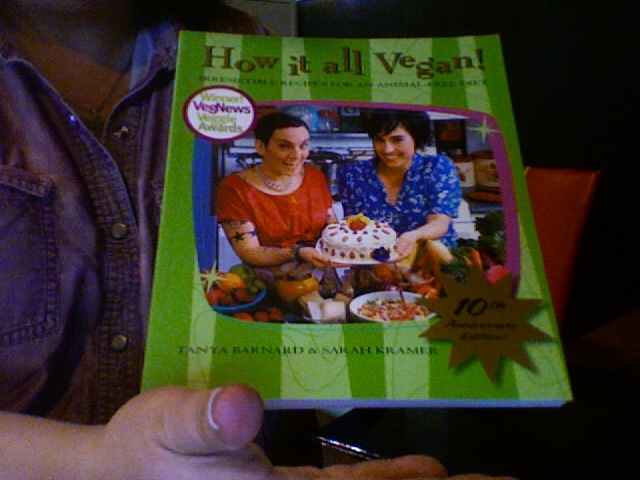 How it all Vegan!
IRRESISTIBLE RECIPES FOR AN ANIMAL-FREE DIET
Winner!
VegNews
Veggie
Awards
10th
Anniversary
Edition!
TANYA BARNARD & SARAH KRAMER